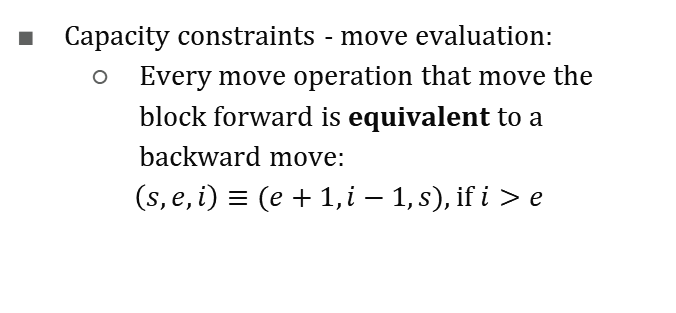 ■ Capacity constraints - move evaluation:
○ Every move operation that move the
block forward is equivalent to a
backward move:
(s, e, i) ≡ (e + 1, i − 1, s), if i > e